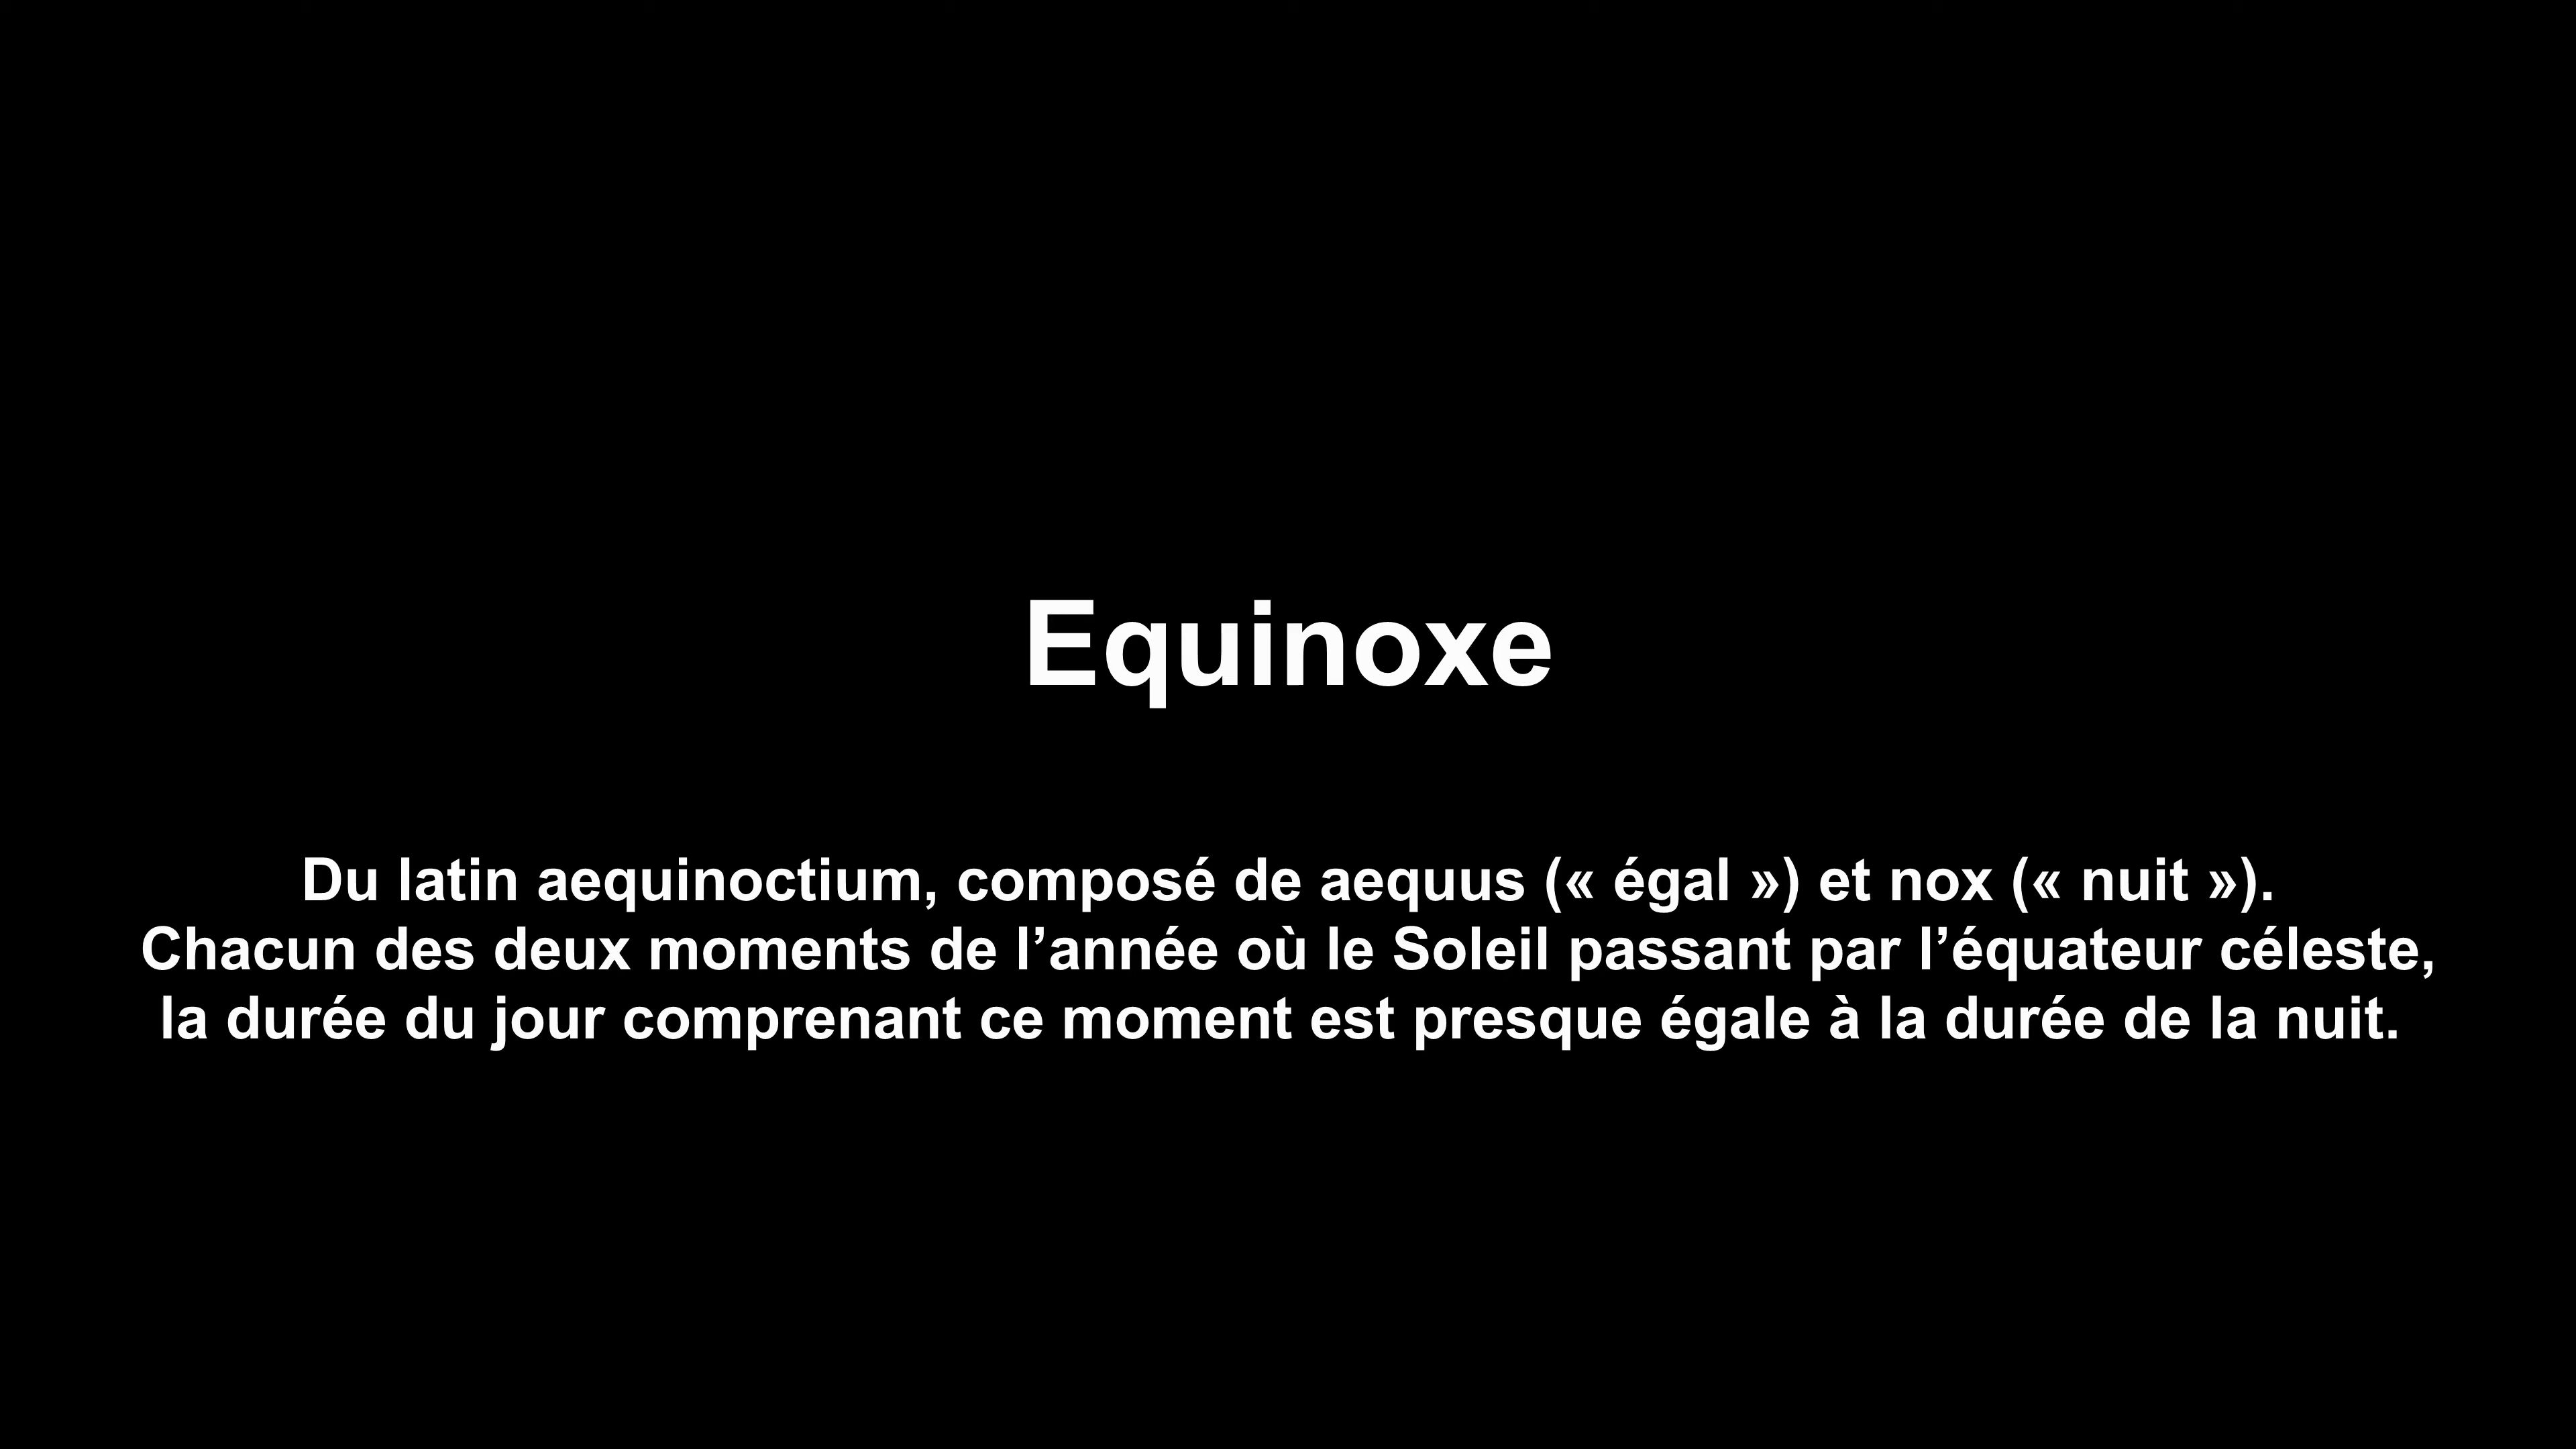 Equinoxe
Du latin aequinoctium, composé de aequus (« égal ») et nox (« nuit »).
Chacun des deux moments de l’année où le Soleil passant par l’équateur céleste,
la durée du jour comprenant ce moment est presque égale à la durée de la nuit.